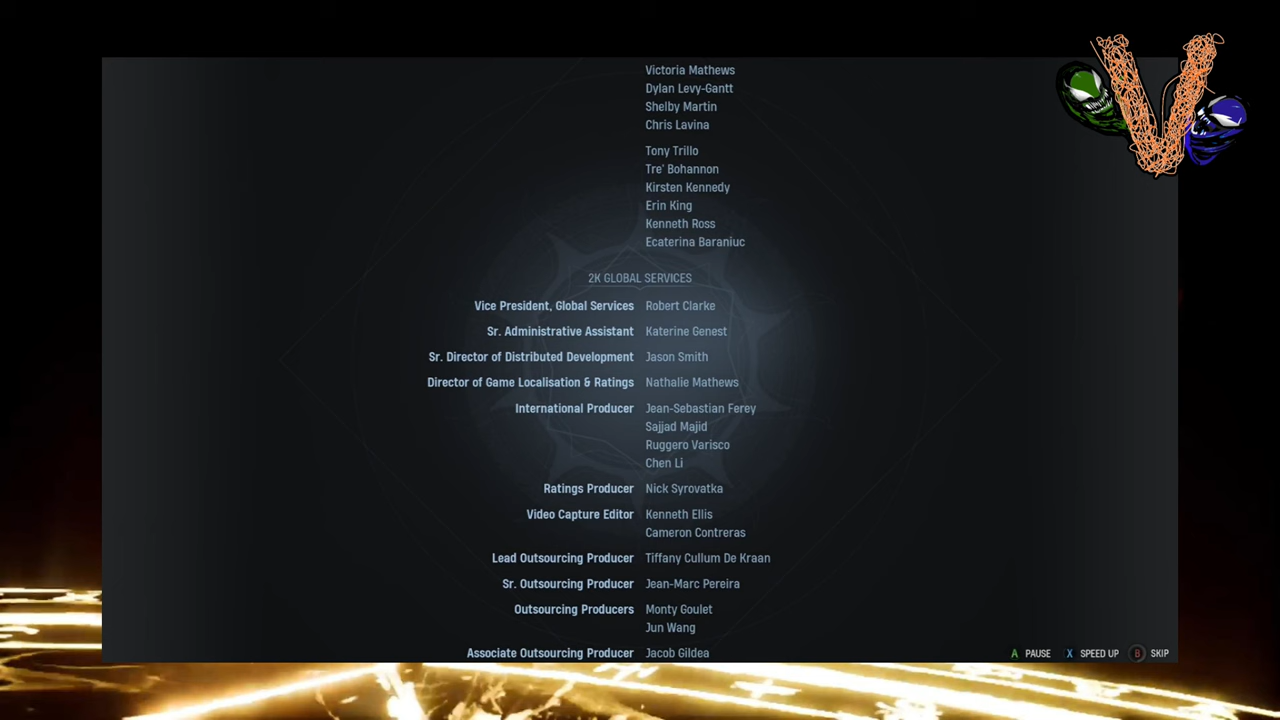 Victoria Mathews
Dylan Levy-Gantt
Shelby Martin
Chris Lavina
Tony Trillo
Tre' Bohannon
Kirsten Kennedy
Erin King
Kenneth Ross
Ecaterina Baraniuc
2K GLOBAL SERVICES
Vice President, Global Services Robert Clarke
Sr. Administrative Assistant Katerine Genest
Sr. Director of Distributed Development Jason Smith
Director of Game Localisation & Ratings Nathalie Mathews
International Producer Jean-Sebastian Ferey
Sajjad Majid
Ruggero Varisco
Chen Li
Ratings Producer Nick Syrovatka
Video Capture Editor Kenneth Ellis
Cameron Contreras
Lead Outsourcing Producer Tiffany Cullum De Kraan
Sr. Outsourcing Producer Jean-Marc Pereira
Outsourcing Producers Monty Goulet
Jun Wang
Associate Outsourcing Producer Jacob Gildea
A PAUSE X SPEED UP B SKIP
V